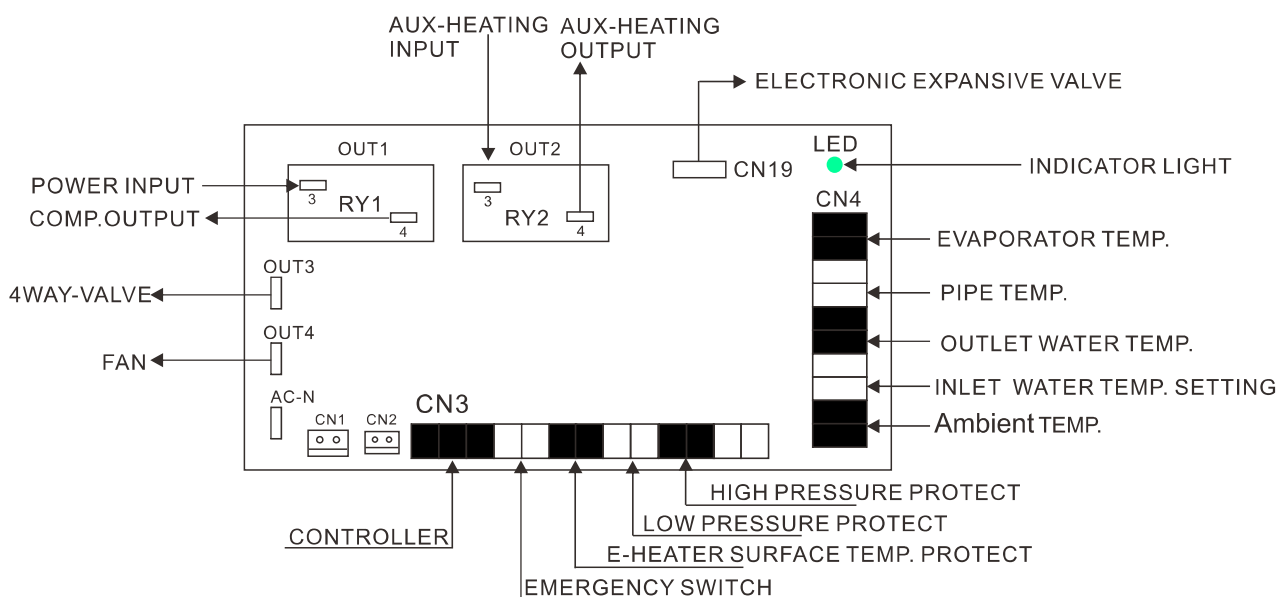 AUX-HEATING
INPUT
AUX-HEATING
OUTPUT
ELECTRONIC EXPANSIVE VALVE
OUT1
OUT2
LED
CN19
INDICATOR LIGHT
POWER INPUT
3
RY1
3
RY2
COMP.OUTPUT
4
4
CN4
EVAPORATOR TEMP.
OUT3
4WAY-VALVE
PIPE TEMP.
OUT4
FAN
OUTLET WATER TEMP.
INLET WATER TEMP. SETTING
AC-N
CN1
CN2
CN3
Ambient TEMP.
HIGH PRESSURE PROTECT
LOW PRESSURE PROTECT
CONTROLLER
E-HEATER SURFACE TEMP. PROTECT
EMERGENCY SWITCH